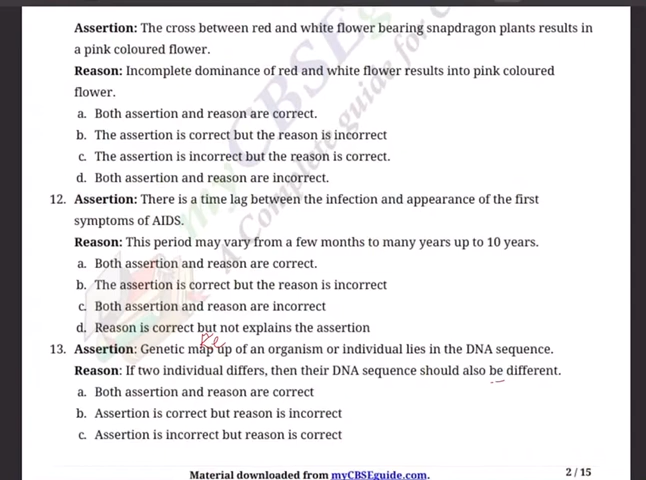 Assertion: The cross between red and white flower bearing snapdragon plants results in
a pink coloured flower.
Reason: Incomplete dominance of red and white flower results into pink coloured
flower.
a. Both assertion and reason are correct.
b. The assertion is correct but the reason is incorrect
c. The assertion is incorrect but the reason is correct.
d. Both assertion and reason are incorrect.
12. Assertion: There is a time lag between the infection and appearance of the first
symptoms of AIDS.
Reason: This period may vary from a few months to many years up to 10 years.
a. Both assertion and reason are correct.
b. The assertion is correct but the reason is incorrect
c. Both assertion and reason are incorrect
d. Reason is correct but not explains the assertion
13. Assertion: Genetic map up of an organism or individual lies in the DNA sequence.
Reason: If two individual differs, then their DNA sequence should also be different.
a. Both assertion and reason are correct
b. Assertion is correct but reason is incorrect
c. Assertion is incorrect but reason is correct
Material downloaded from myCBSEguide.com.
2 / 15
myCBSE
A Complete guide for C